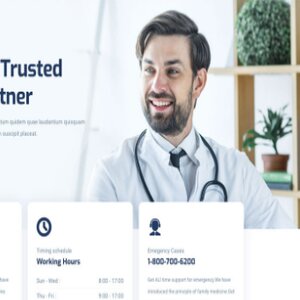 Trusted
tner
quidem quae laudantium quisquam
suscipit placeat.
Timing schedule
Working Hours
Sun - Wed : 8:00 - 17:00
Thu - Fri : 9:00 - 17:00
Emergency Cases
1-800-700-6200
Get ALl time support for emergency.We have
introduced the principle of family medicine.Get
have